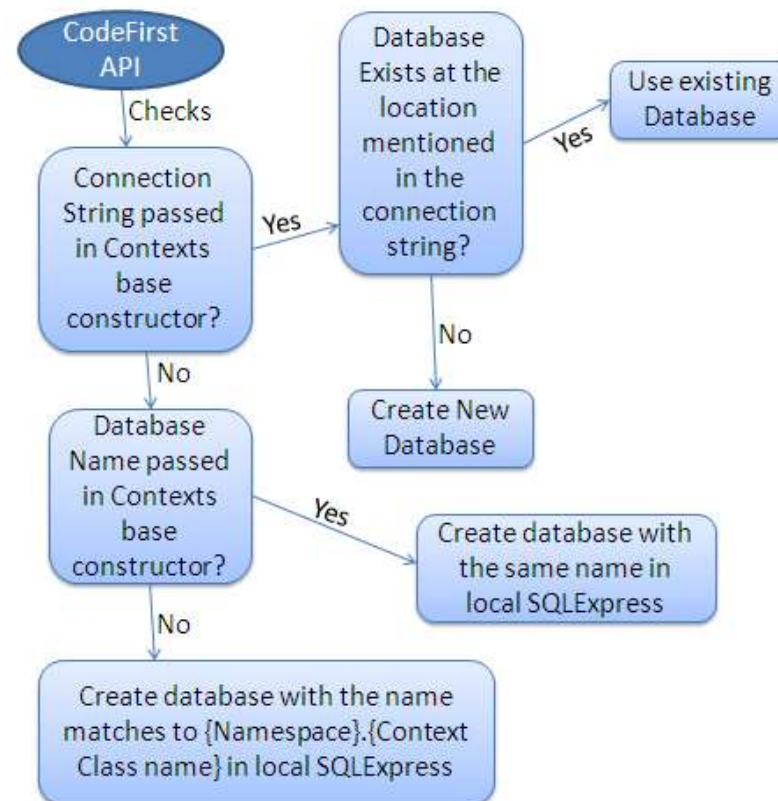 CodeFirst
API
Checks
Connection
String passed
in Contexts
base
constructor?
Yes
Database
Exists at the
location
mentioned
in the
connection
string?
Yes
Use existing
Database
No
Create New
Database
No
Database
Name passed
in Contexts
base
constructor?
Yes
Create database with
the same name in
local SQLExpress
No
Create database with the name
matches to {Namespace}.{Context
Class name} in local SQLExpress